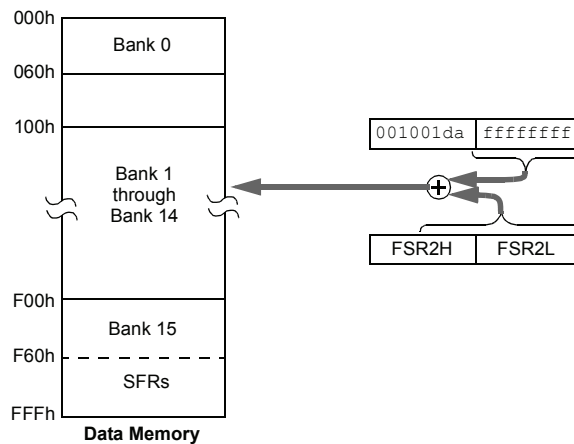 000h
Bank 0
060h
100h
001001da ffffffff
Bank 1
through
Bank 14
FSR2H FSR2L
F00h
Bank 15
F60h
SFRs
FFFh
Data Memory